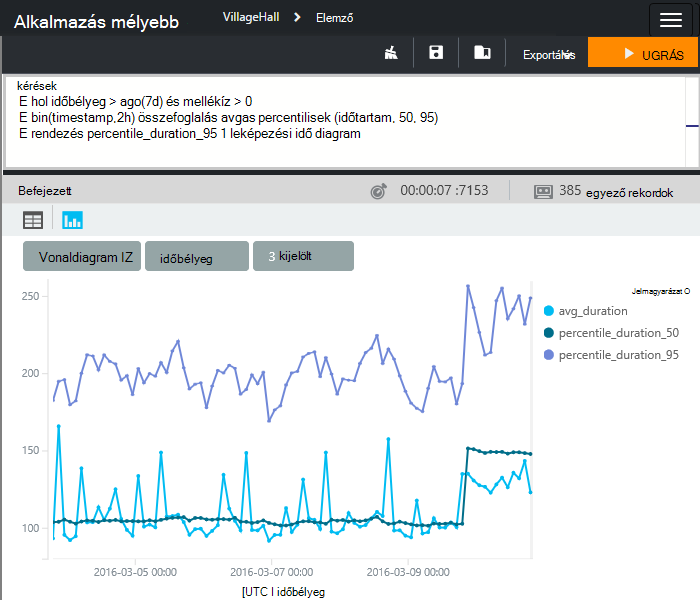 Alkalmazás mélyebb
VillageHall
Elemző
Exportálás
UGRÁS
kérések
E hol időbélyeg > ago(7d) és mellékíz > 0
E bin(timestamp,2h) összefoglalás avgas percentilisek (időtartam, 50, 95)
E rendezés percentile_duration_95 1 leképezési idő diagram
Befejezett
00:00:07 :7153
385 egyező rekordok
Vonaldiagram IZ
időbélyeg
3 kijelölt
Jelmagyarázat O
avg_duration
percentile_duration_50
percentile_duration_95
250
200
150
100
2016-03-05 00:00
2016-03-07 00:00
2016-03-09 00:00
[UTC I időbélyeg